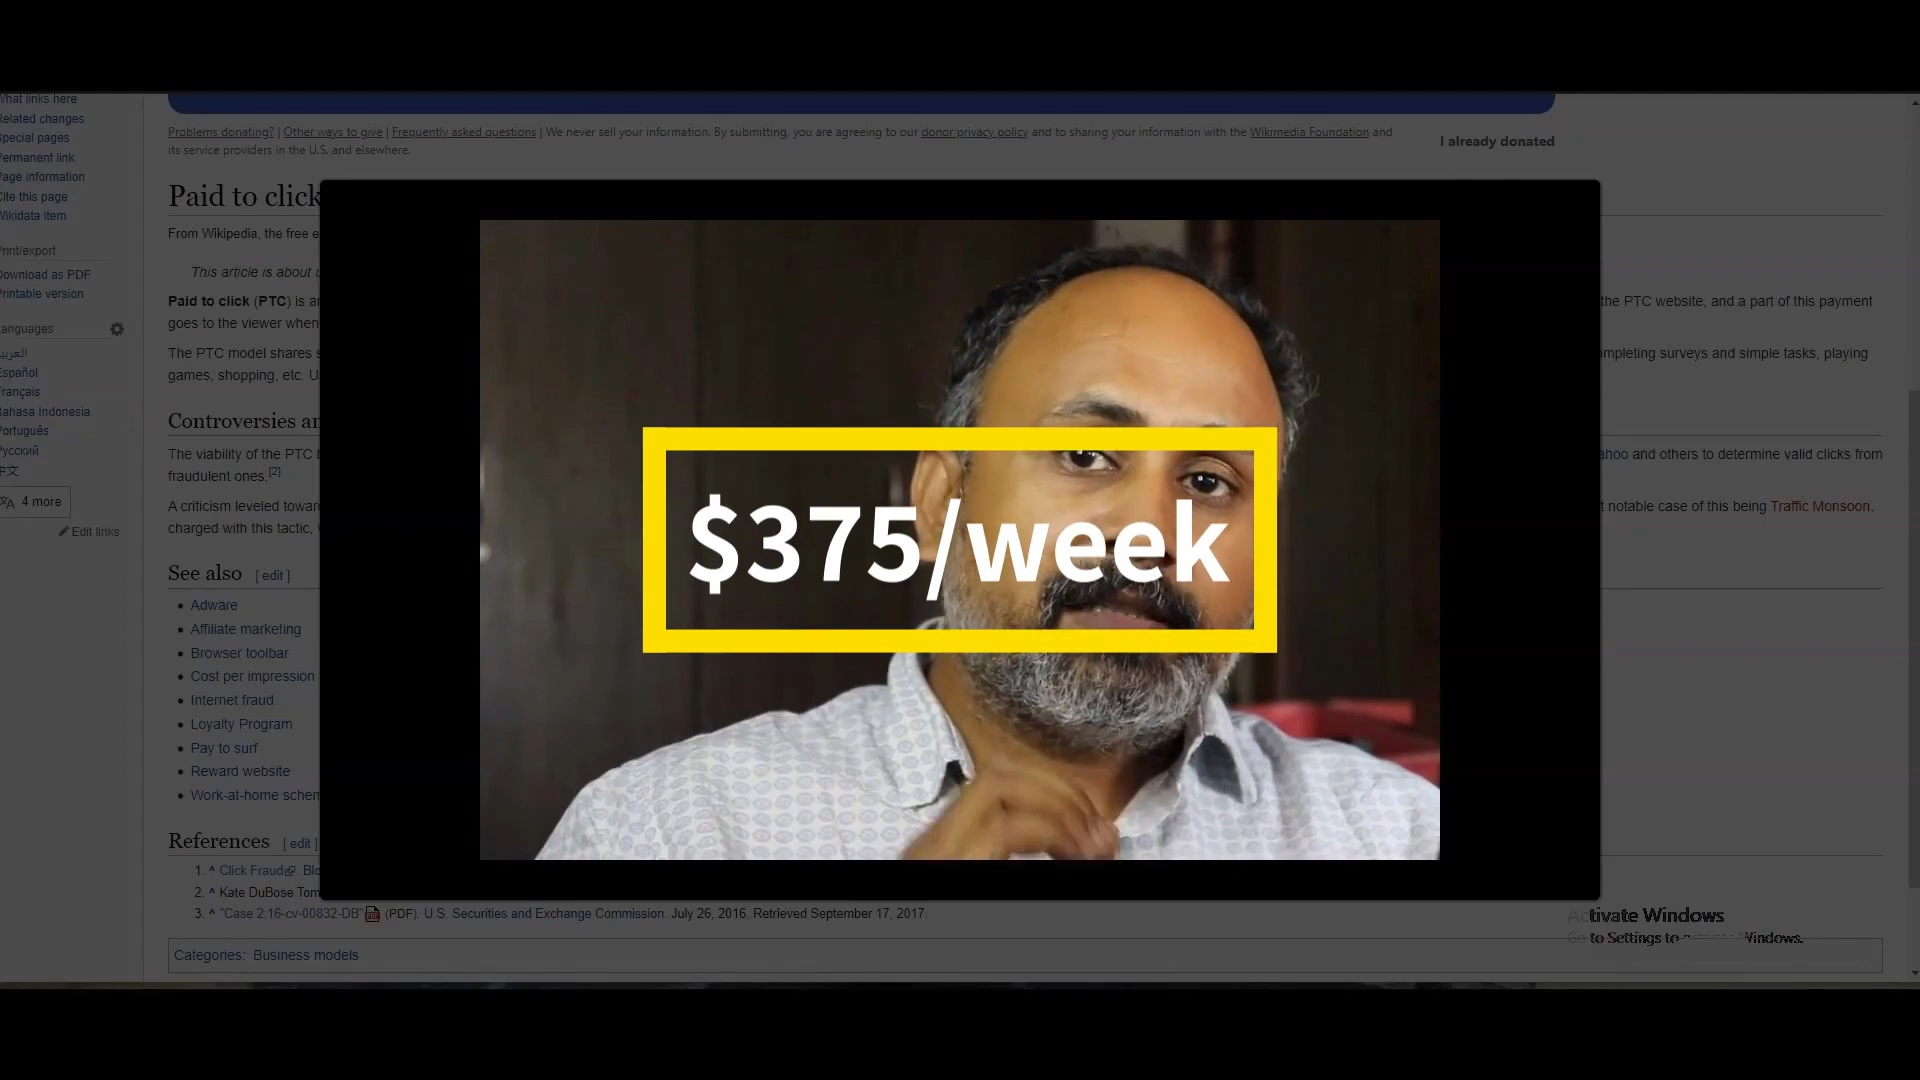 What links here
Related changes
Special pages
Permanent link
Page information
Cite this page
Wikidata item
Print/export
Download as PDF
Printable version
Languages
العربية
Español
Français
Bahasa Indonesia
Português
Русский
中文
4 more
Edit links
Problems donating? | Other ways to give | Frequently asked questions | We never sell your information. By submitting, you are agreeing to our donor privacy policy and to sharing your information with the Wikimedia Foundation and
its service providers in the U.S. and elsewhere.
I already donated
Paid to click
From Wikipedia, the free
This article is about
Paid to click (PTC) is
the PTC website, and a part of this payment
goes to the viewer when
The PTC model shares
completing surveys and simple tasks, playing
games, shopping, etc.
Controversies
The viability of the PTC
and others to determine valid clicks from
fraudulent ones.[2]
A criticism leveled
notable case of this being Traffic Monsoon.
charged with this tactic,
See also [ edit ]
Adware
Affiliate marketing
Browser toolbar
Cost per impression
Internet fraud
Loyalty Program
Pay to surf
Reward website
Work-at-home
References [ edit ]
1. ^ Click Fraud
2. ^ Kate DuBose
3. ^ "Case 2:16-cv-00832-DB" (PDF). U.S. Securities and Exchange Commission. July 26, 2016. Retrieved September 17, 2017.
Categories: Business models
$375/week
Activate Windows
Go to Settings to activate Windows.